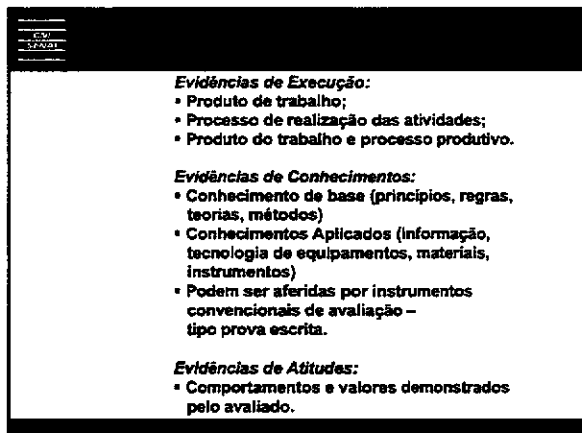 CNI
SENAI
Evidências de Execução:
▪ Produto de trabalho;
▪ Processo de realização das atividades;
▪ Produto do trabalho e processo produtivo.
Evidências de Conhecimentos:
▪ Conhecimento de base (princípios, regras,
teorias, métodos)
▪ Conhecimentos Aplicados (informação,
tecnologia de equipamentos, materiais,
instrumentos)
▪ Podem ser aferidas por instrumentos
convencionais de avaliação –
tipo prova escrita.
Evidências de Atitudes:
▪ Comportamentos e valores demonstrados
pelo avaliado.